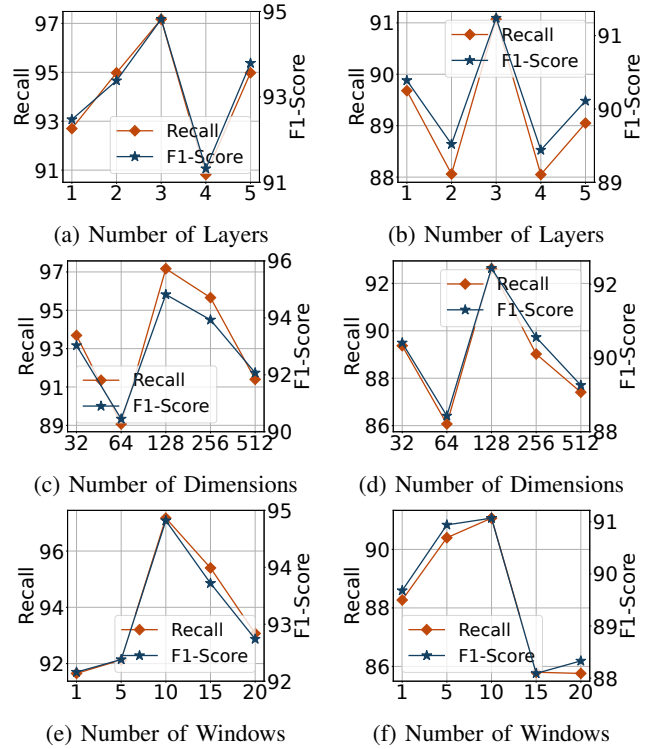 97
95
93
91
Recall
1 2 3 4 5
95
93
91
F1-Score
Recall
F1-Score
(a) Number of Layers
91
90
89
88
Recall
1 2 3 4 5
91
90
89
F1-Score
Recall
F1-Score
(b) Number of Layers
97
95
93
91
89
Recall
32 64 128 256 512
96
94
92
90
F1-Score
Recall
F1-Score
(c) Number of Dimensions
92
90
88
86
Recall
32 64 128 256 512
92
90
88
F1-Score
Recall
F1-Score
(d) Number of Dimensions
96
94
92
Recall
1 5 10 15 20
95
94
93
92
F1-Score
Recall
F1-Score
(e) Number of Windows
90
88
86
Recall
1 5 10 15 20
91
90
89
88
F1-Score
Recall
F1-Score
(f) Number of Windows